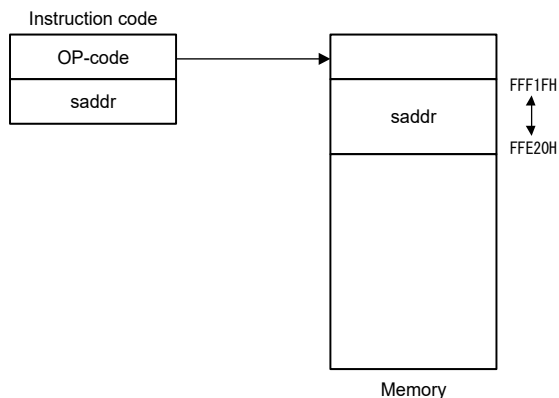 Instruction code
OP-code
saddr
saddr
FFF1FH
FFE20H
Memory